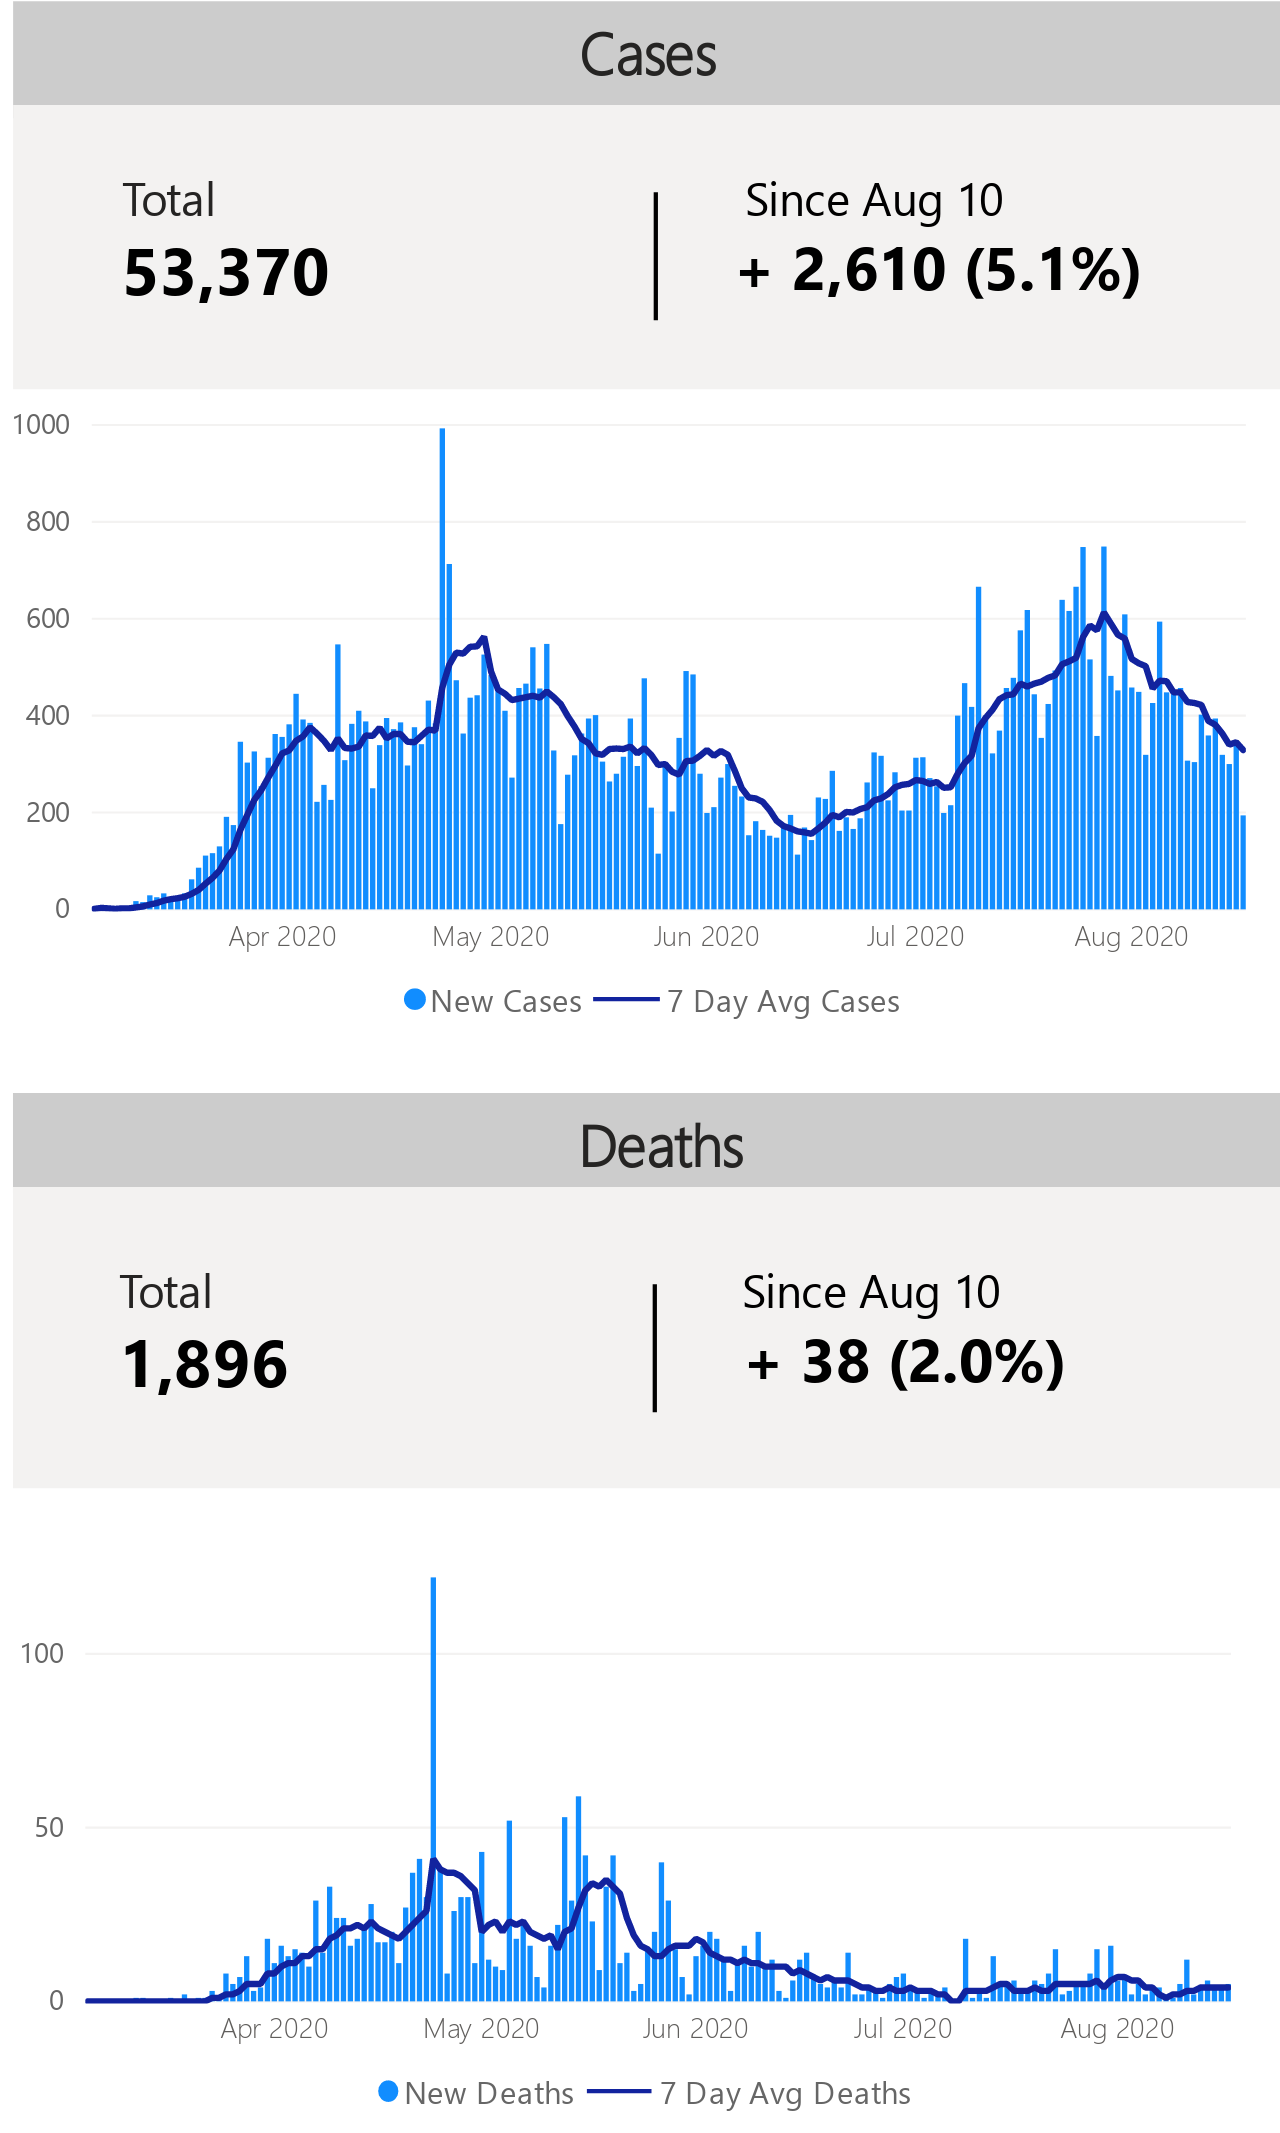 Cases
Total
Since Aug 10
53,370
+ 2,610 (5.1%)
1000
800
600
400
200
0
Apr 2020
May 2020
Jun 2020
Jul 2020
Aug 2020
New Cases
7 Day Avg Cases
Deaths
Total
Since Aug 10
1,896
+ 38 (2.0%)
100
50
0
Apr 2020
May 2020
Jun 2020
Jul 2020
Aug 2020
New Deaths
7 Day Avg Deaths